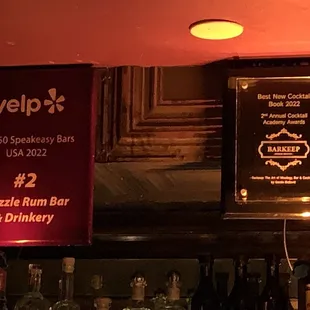 yelp
50 Speakeasy Bars
USA 2022
#2
zzle Rum Bar
& Drinkery
Best New Cocktail
Book 2022
2nd Annual Cocktail
Academy Awards
BARKEEP